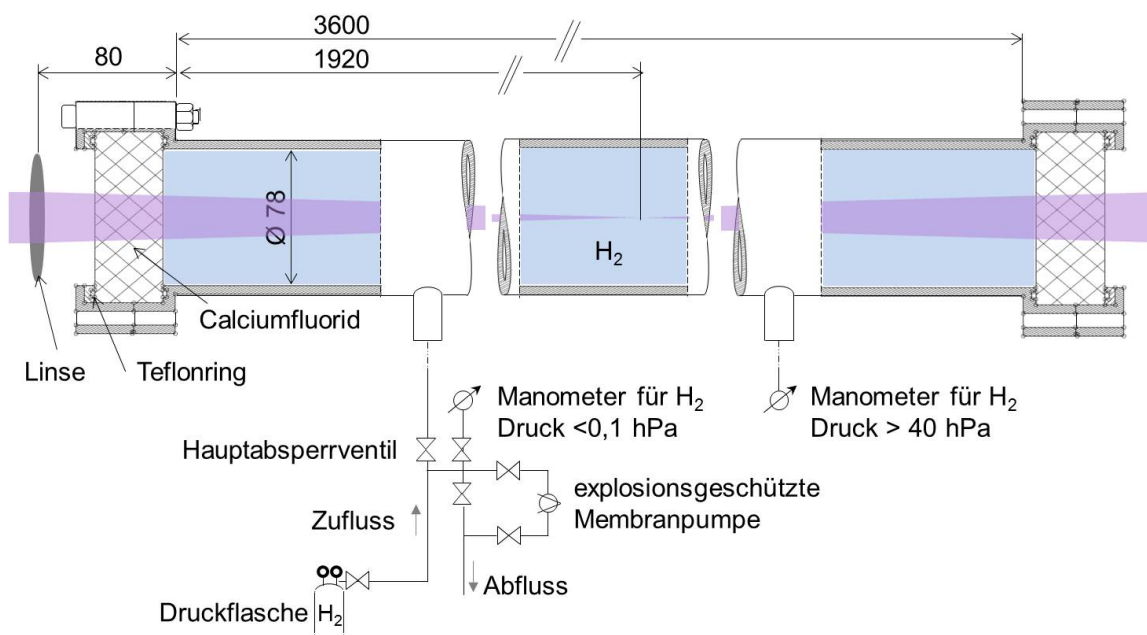 3600
80
1920
Ø 78
H₂
Calciumfluorid
Linse
Teflonring
Manometer für H₂
Druck <0,1 hPa
Manometer für H₂
Druck > 40 hPa
Hauptabsperrventil
explosionsgeschützte
Membranpumpe
Zufluss
Abfluss
Druckflasche
H₂